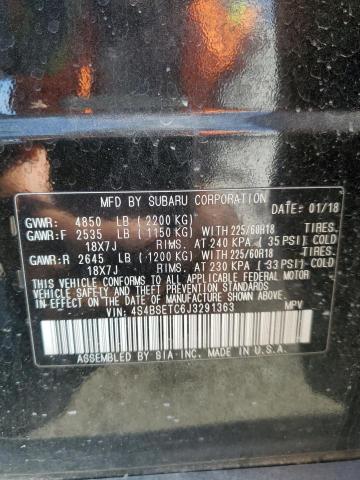 MFD BY SUBARU CORPORATION 01/18
GVWR: 4850 LB (2200 KG)
GAWR:F 2535 LB (1150 KG) WITH 225/60H18 TIRES.
18X7J RIMS. AT 240 KPA ( 35 PSI) COLD.
GAWR:R 2645 LB (1200 KG) WITH 225/60R18 TIRES.
18X7J RIMS. AT 230 KPA ( 33 PSI) COLD.
THIS VEHICLE CONFORMS TO ALL APPLICABLE FEDERAL MOTOR
VEHICLE SAFETY AND THEFT PREVENTION STANDARDS
IN EFFECT ON THE DATE OF MANUFACTURE SHOWN ABOVE.
VIN: 4S4BSETC6J3291363 MPV
ASSEMBLED BY SIA-INC. MADE IN U.S.A.